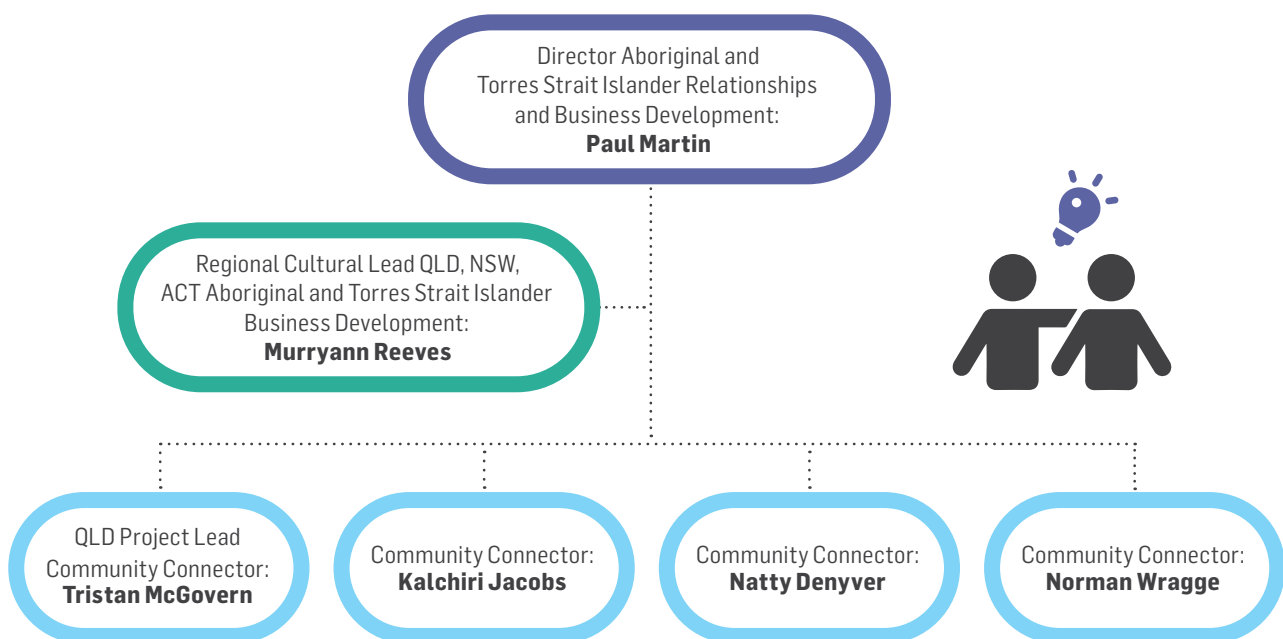 Director Aboriginal and
Torres Strait Islander Relationships
and Business Development:
Paul Martin
Regional Cultural Lead QLD, NSW,
ACT Aboriginal and Torres Strait Islander
Business Development:
Murryann Reeves
QLD Project Lead
Community Connector:
Tristan McGovern
Community Connector:
Kalchiri Jacobs
Community Connector:
Natty Denyver
Community Connector:
Norman Wragge